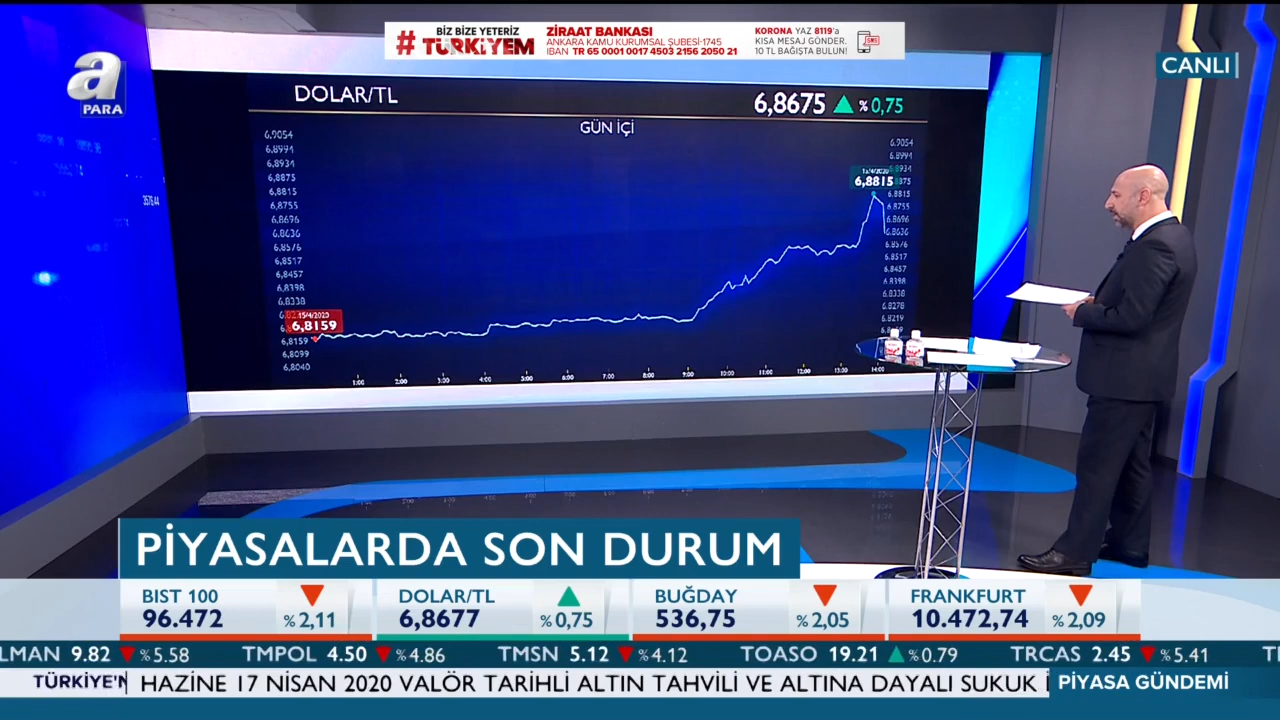 BİZ BİZE YETERİZ
# TÜRKİYEM
ZİRAAT BANKASI
ANKARA KAMU KURUMSAL ŞUBESİ-1745
IBAN TR 65 0001 0017 4503 2156 2050 21
KORONA YAZ 8119'a
KISA MESAJ GÖNDER,
10 TL BAĞIŞTA BULUN!
SMS
a
PARA
CANLI
DOLAR/TL
6,8675 % 0,75
GÜN İÇİ
6,9054
6,8994
6,8934
6,8875
6,8815
6,8755
6,8696
6,8636
6,8576
6,8517
6,8457
6,8398
6,8338
6,8159
6,8099
6,8040
15/4/2020
6,8159
15/4/2020
6,8815
6,9054
6,8994
6,8934
6,8875
6,8815
6,8755
6,8696
6,8636
6,8576
6,8517
6,8457
6,8398
6,8338
6,8278
6,8219
1:00 2:00 3:00 4:00 5:00 6:00 7:00 8:00 9:00 10:00 11:00 12:00 13:00 14:00
3576,44
PİYASALARDA SON DURUM
BIST 100
96.472 % 2,11
DOLAR/TL
6,8677 % 0,75
BUĞDAY
536,75 % 2,05
FRANKFURT
10.472,74 % 2,09
LMAN 9.82 %5.58 TMPOL 4.50 %4.86 TMSN 5.12 %4.12 TOASO 19.21 %0.79 TRCAS 2.45 %5.41
TÜRKİYE'N HAZİNE 17 NİSAN 2020 VALÖR TARİHLİ ALTIN TAHVİLİ VE ALTINA DAYALI SUKUK İ PİYASA GÜNDEMİ